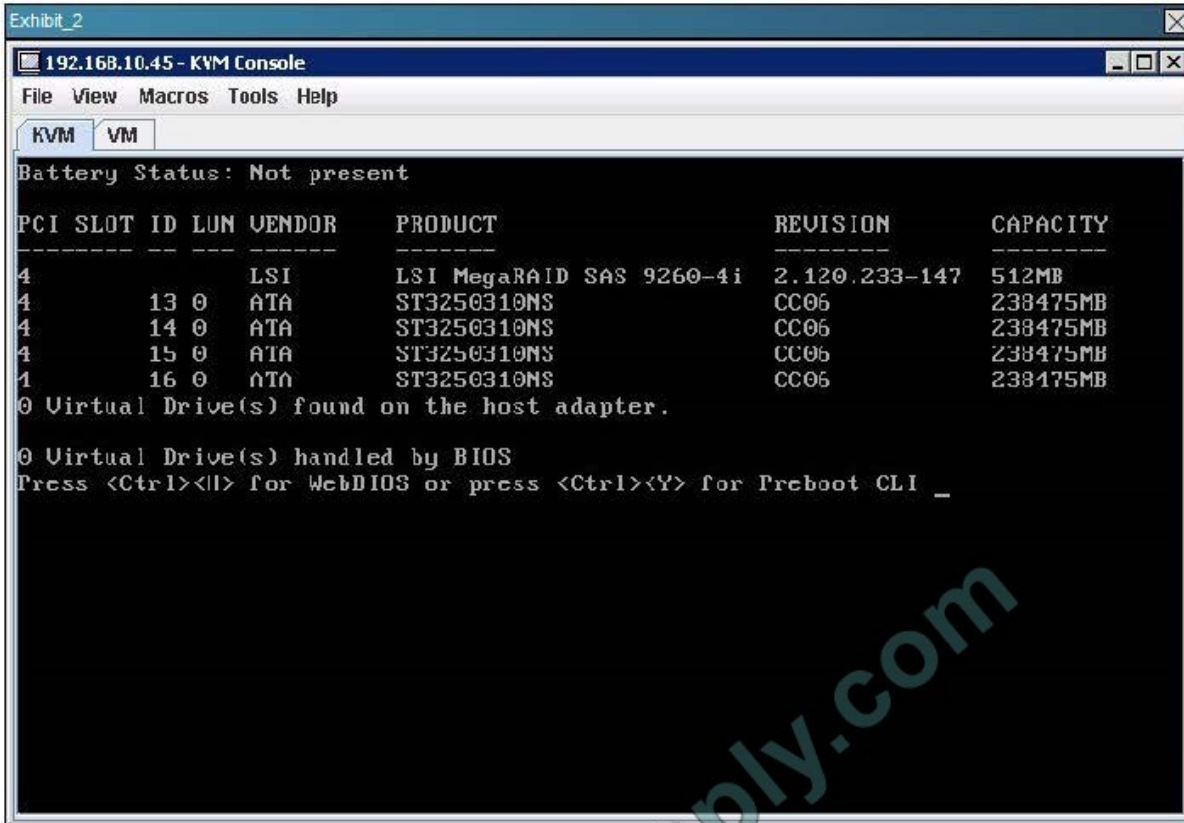 Exhibit_2
192.168.10.45 - KVM Console
File View Macros Tools Help
KVM VM
Battery Status: Not present
PCI SLOT ID LUN VENDOR PRODUCT REVISION CAPACITY
-------- -- --- ------ ------- -------- --------
4 LSI LSI MegaRAID SAS 9260-4i 2.120.233-147 512MB
4 13 0 ATA ST3250310NS CC06 238475MB
4 14 0 ATA ST3250310NS CC06 238475MB
4 15 0 ATA ST3250310NS CC06 238475MB
4 16 0 ATA ST3250310NS CC06 238475MB
0 Virtual Drive(s) found on the host adapter.
0 Virtual Drive(s) handled by BIOS
Press <Ctrl><H> for WebBIOS or press <Ctrl><Y> for Preboot CLI _
ply.com